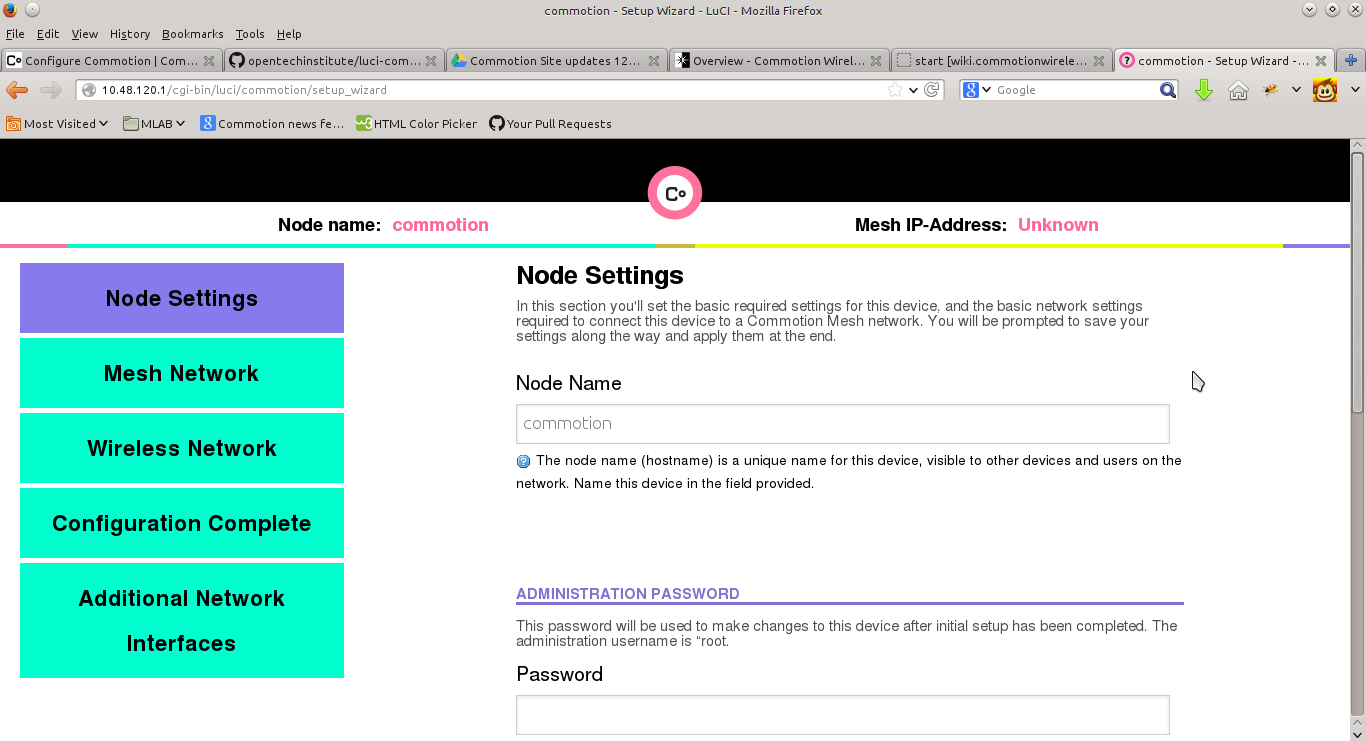 commotion - Setup Wizard - LuCI - Mozilla Firefox
File Edit View History Bookmarks Tools Help
Configure Commotion | Com...
opentechinstitute/luci-com...
Commotion Site updates 12...
Overview - Commotion Wirel...
start [wiki.commotionwirele...
commotion - Setup Wizard - ...
10.48.120.1/cgi-bin/luci/commotion/setup_wizard
Google
Most Visited MLAB Commotion news fe... HTML Color Picker Your Pull Requests
Co
Node name: commotion
Mesh IP-Address: Unknown
Node Settings
Mesh Network
Wireless Network
Configuration Complete
Additional Network
Interfaces
Node Settings
In this section you'll set the basic required settings for this device, and the basic network settings
required to connect this device to a Commotion Mesh network. You will be prompted to save your
settings along the way and apply them at the end.
Node Name
commotion
The node name (hostname) is a unique name for this device, visible to other devices and users on the
network. Name this device in the field provided.
ADMINISTRATION PASSWORD
This password will be used to make changes to this device after initial setup has been completed. The
administration username is “root.
Password